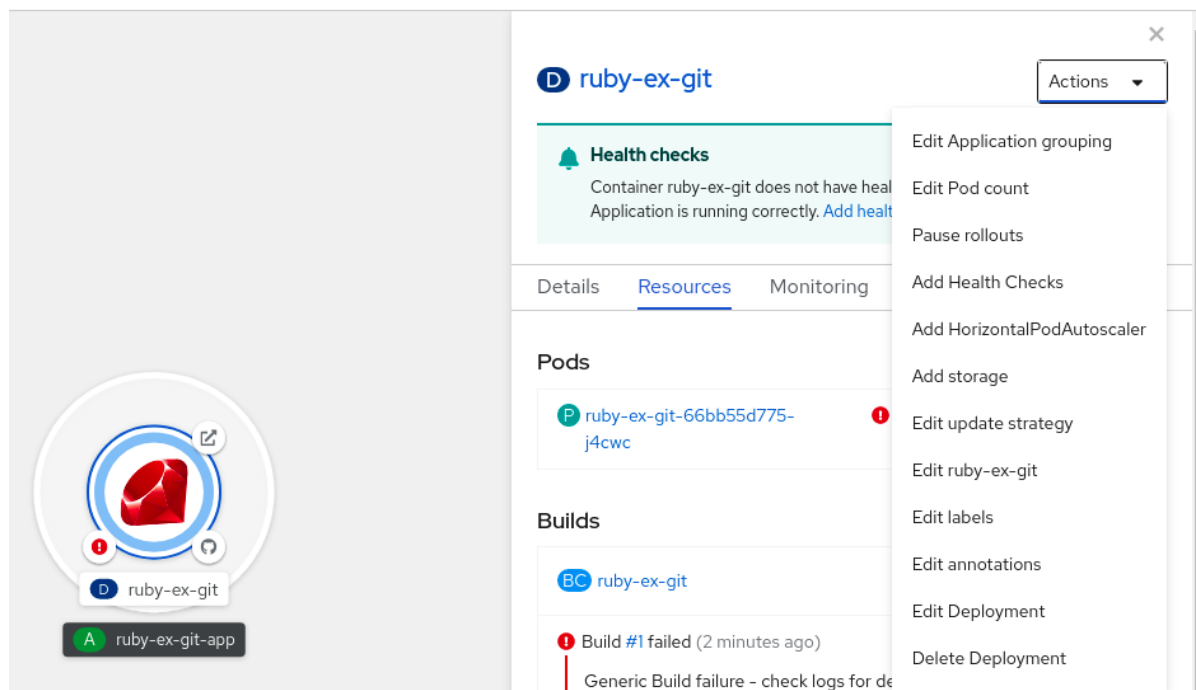 D ruby-ex-git
Actions
Edit Application grouping
Edit Pod count
Pause rollouts
Add Health Checks
Add HorizontalPodAutoscaler
Add storage
Edit update strategy
Edit ruby-ex-git
Edit labels
Edit annotations
Edit Deployment
Delete Deployment
Health checks
Container ruby-ex-git does not have
Application is running correctly. Add
Details Resources Monitoring
Pods
P ruby-ex-git-66bb55d775-
j4cwc
Builds
BC ruby-ex-git
Build #1 failed (2 minutes ago)
Generic Build failure - check logs for
D ruby-ex-git
A ruby-ex-git-app